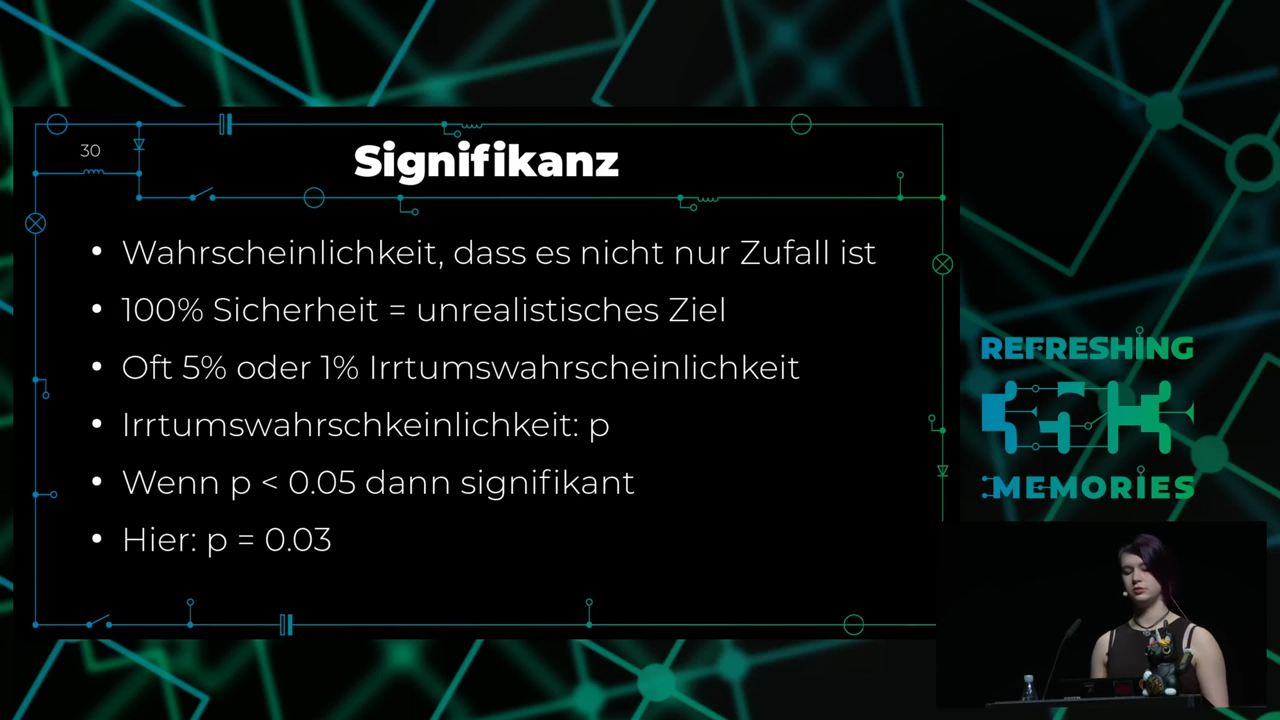 30
Signifikanz
• Wahrscheinlichkeit, dass es nicht nur Zufall ist
• 100% Sicherheit = unrealistisches Ziel
• Oft 5% oder 1% Irrtumswahrscheinlichkeit
• Irrtumswahrschkeinlichkeit: p
• Wenn p < 0.05 dann signifikant
• Hier: p = 0.03
REFRESHING
GPN
MEMORIES